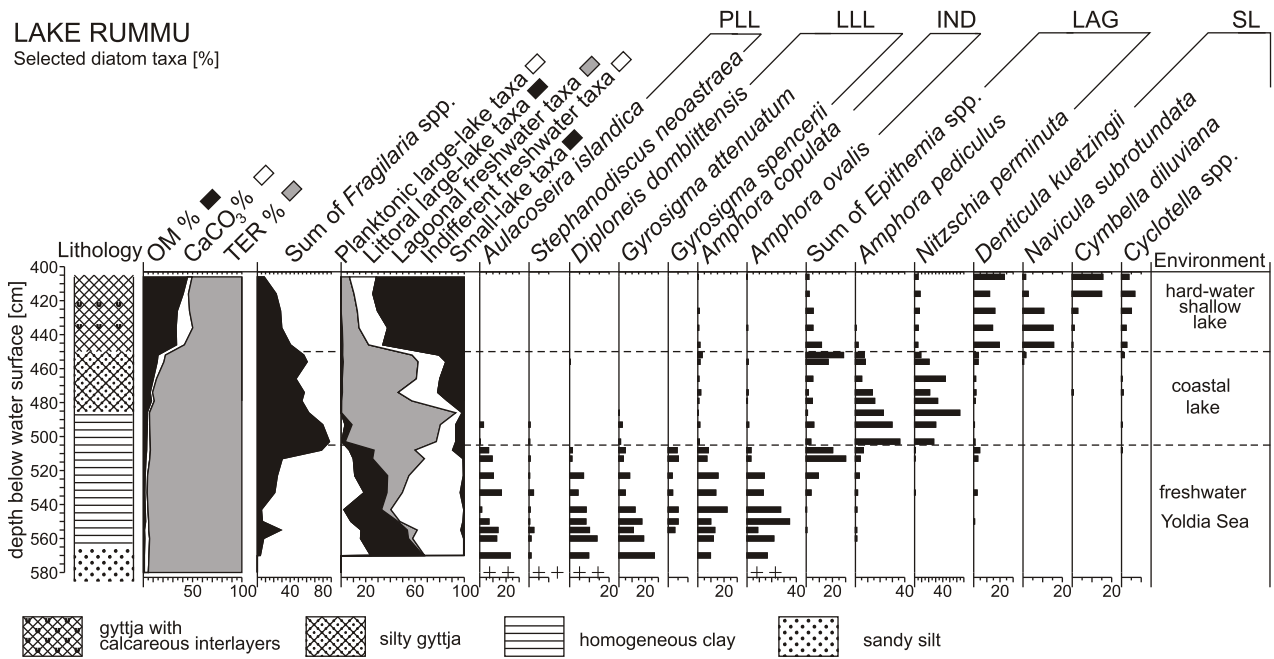 LAKE RUMMU
Selected diatom taxa [%]
PLL LLL IND LAG SL
Lithology
OM %
CaCO₃%
TER %
Sum of Fragilaria spp.
Planktonic large-lake taxa
Littoral large-lake taxa
Lagoonal freshwater taxa
Indifferent freshwater taxa
Small-lake taxa
Aulacoseira islandica
Stephanodiscus neoastraea
Diploneis domblittensis
Gyrosigma attenuatum
Gyrosigma spencerii
Amphora copulata
Amphora ovalis
Sum of Epithemia spp.
Amphora pediculus
Nitzschia perminuta
Denticula kuetzingii
Navicula subrotundata
Cymbella diluviana
Cyclotella spp.
Environment
depth below water surface [cm]
400
420
440
460
480
500
520
540
560
580
hard-water
shallow
lake
coastal
lake
freshwater
Yoldia Sea
+ + + + + + + +
50 100 40 80 20 60 100 20 20 20 20 20 40 40 40 20 20 20
gyttja with
calcareous interlayers
silty gyttja
homogeneous clay
sandy silt